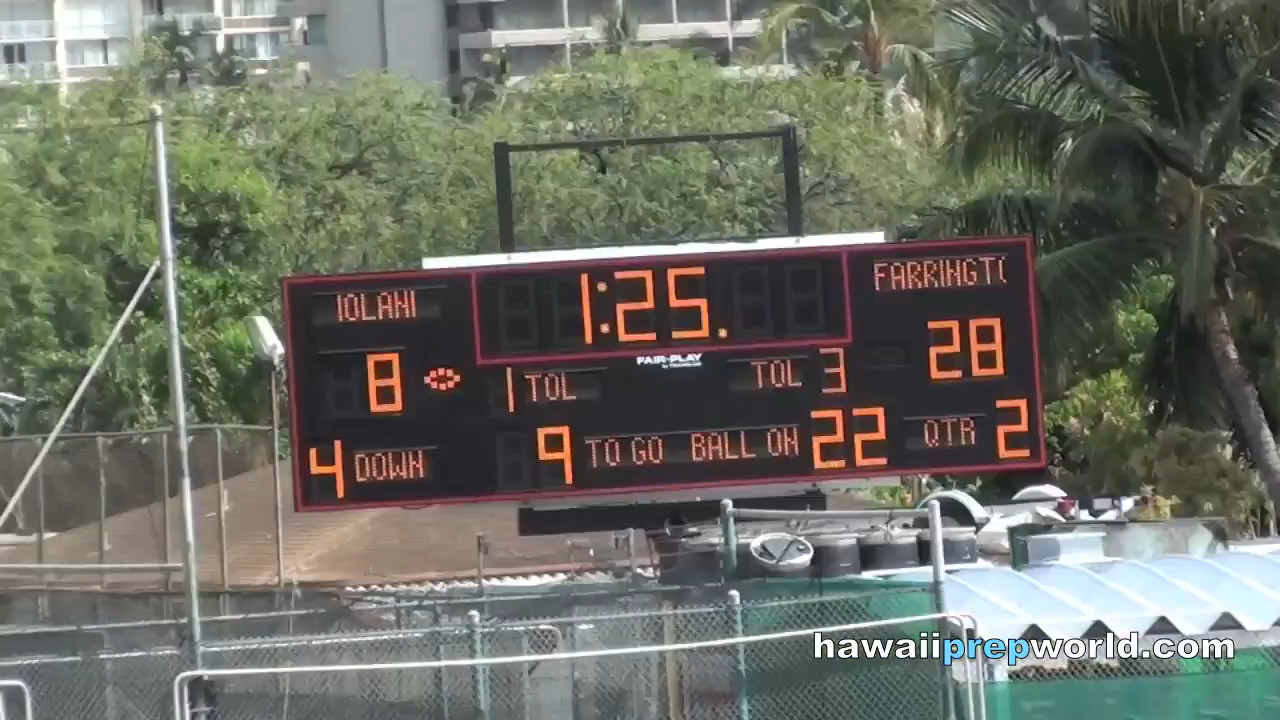 IOLANI 1:25. FARRINGTO
FAIR-PLAY
8 1 TOL TOL 3 28
4 DOWN 9 TO GO BALL ON 22 QTR 2
hawaiiprepworld.com